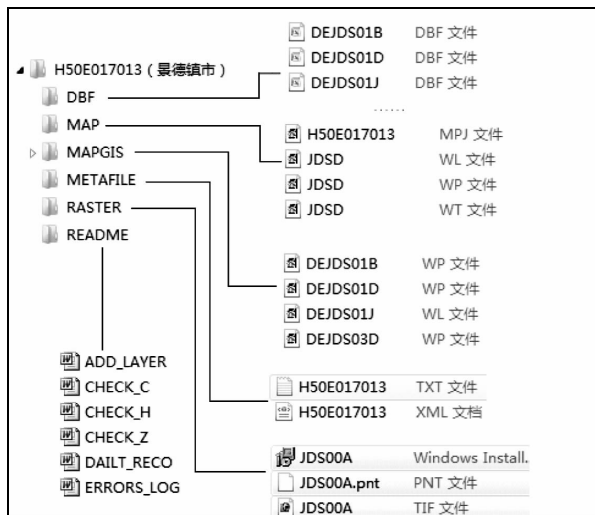 H50E017013（景德镇市）
DBF
MAP
MAPGIS
METAFILE
RASTER
README
DEJDS01B DBF 文件
DEJDS01D DBF 文件
DEJDS01J DBF 文件
......
H50E017013 MPJ 文件
JDSD WL 文件
JDSD WP 文件
JDSD WT 文件
DEJDS01B WP 文件
DEJDS01D WP 文件
DEJDS01J WL 文件
DEJDS03D WP 文件
H50E017013 TXT 文件
H50E017013 XML 文档
JDS00A Windows Install.
JDS00A.pnt PNT 文件
JDS00A TIF 文件
ADD_LAYER
CHECK_C
CHECK_H
CHECK_Z
DAILT_RECO
ERRORS_LOG